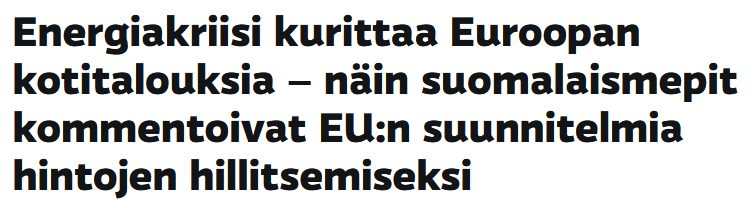 Energiakriisi kurittaa Euroopan
kotitalouksia – näin suomalaismepit
kommentoivat EU:n suunnitelmia
hintojen hillitsemiseksi